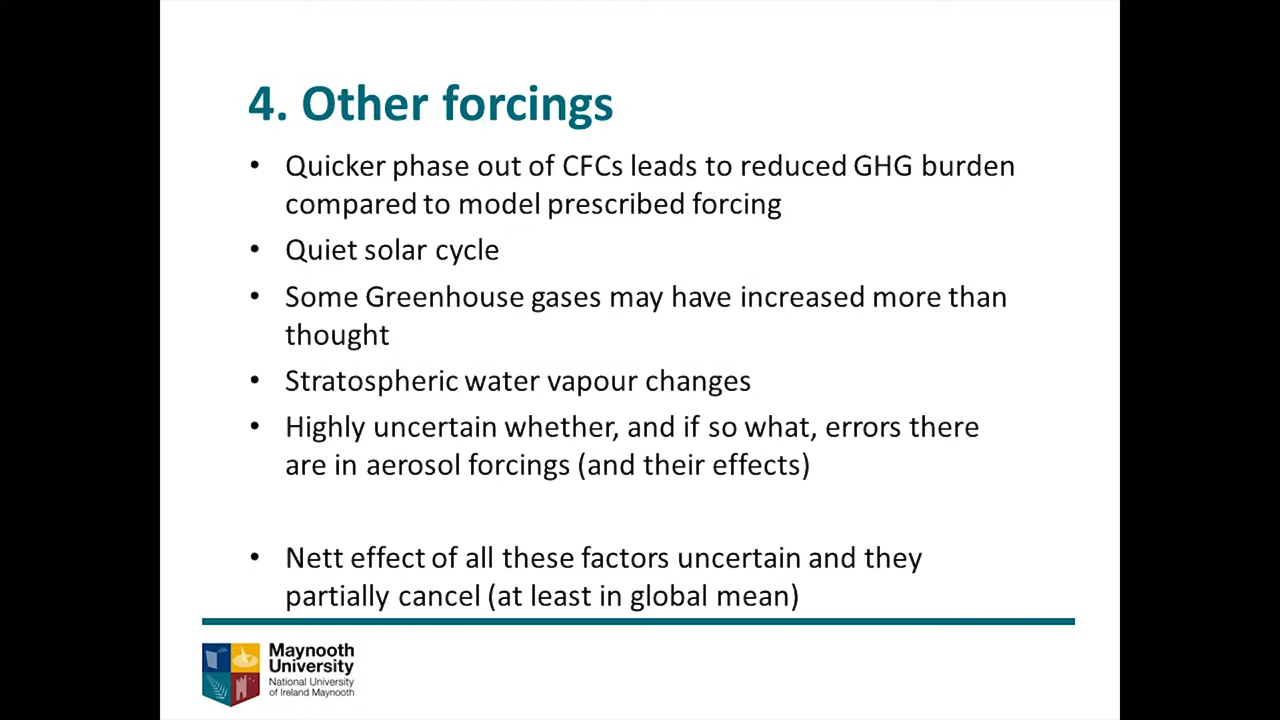 4. Other forcings
• Quicker phase out of CFCs leads to reduced GHG burden
compared to model prescribed forcing
• Quiet solar cycle
• Some Greenhouse gases may have increased more than
thought
• Stratospheric water vapour changes
• Highly uncertain whether, and if so what, errors there
are in aerosol forcings (and their effects)
• Nett effect of all these factors uncertain and they
partially cancel (at least in global mean)
Maynooth
University
National University
of Ireland Maynooth